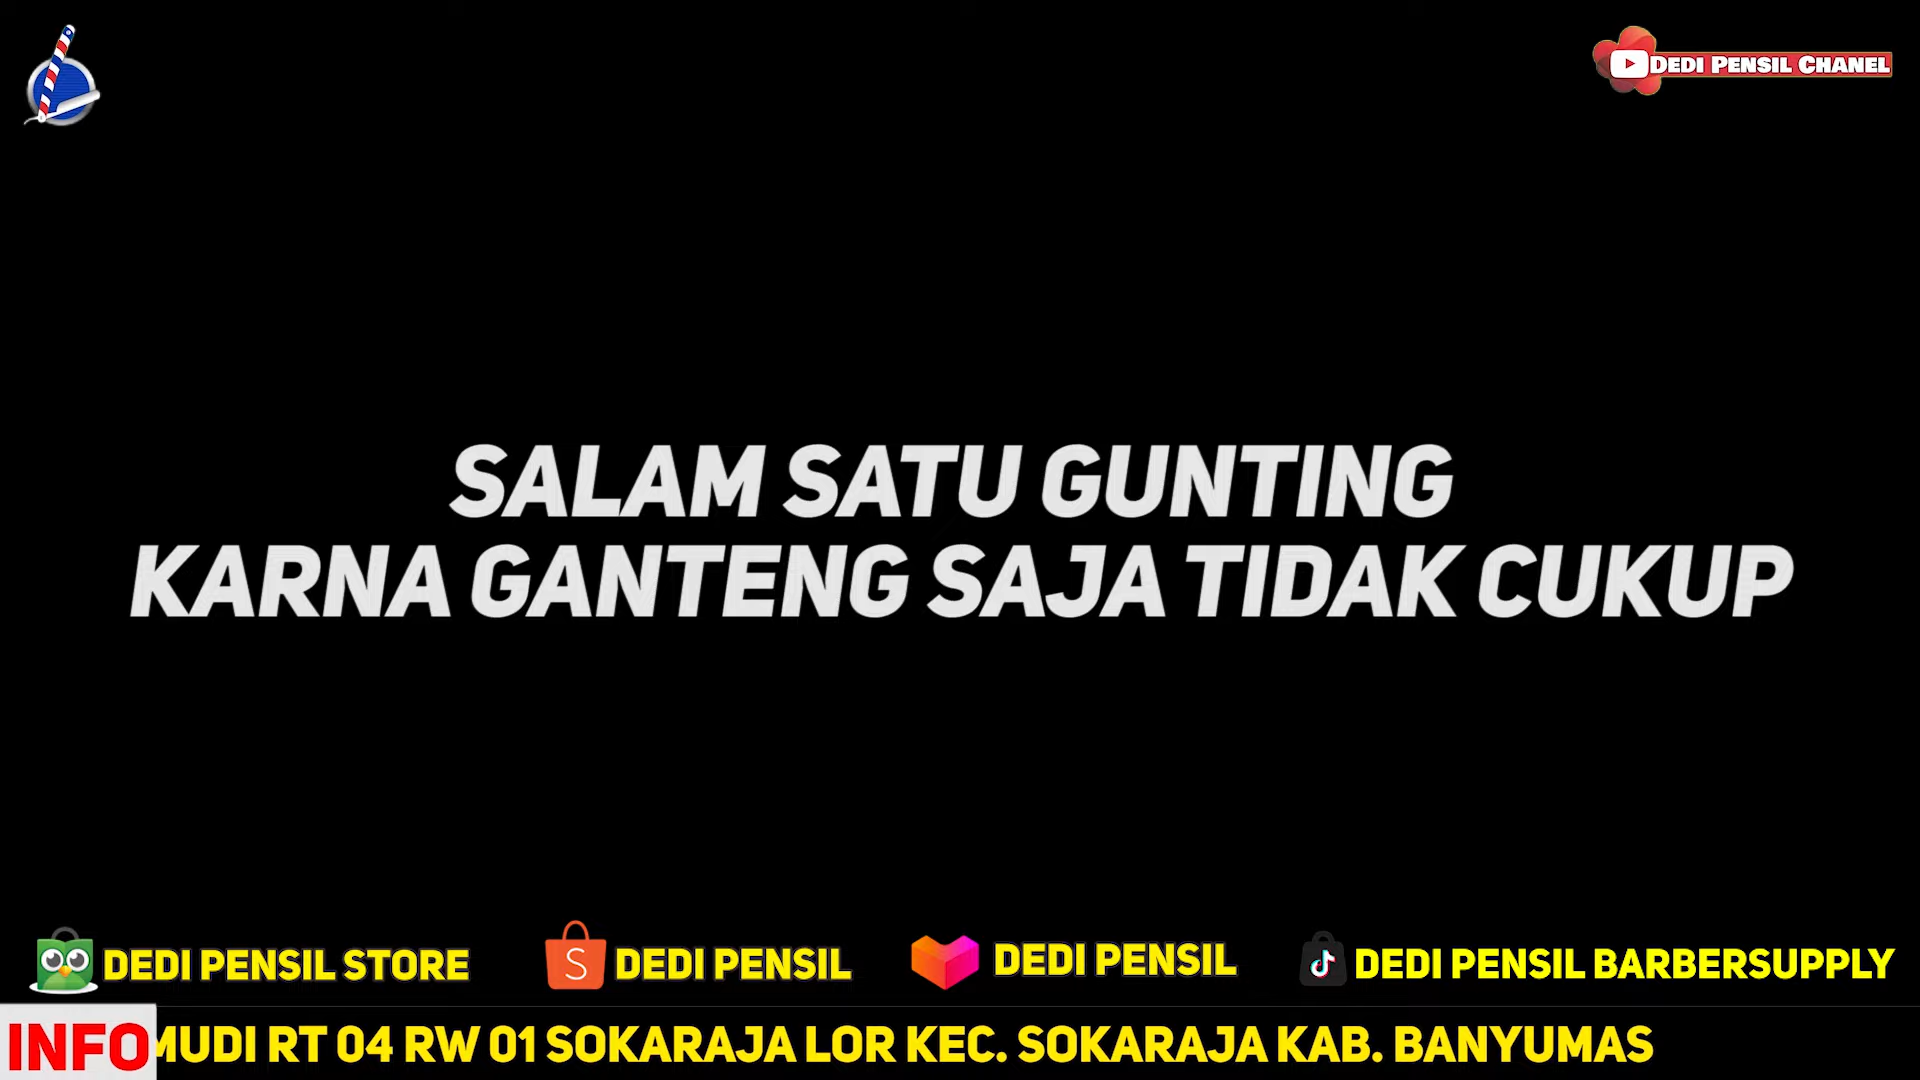 DEDI PENSIL CHANEL
SALAM SATU GUNTING
KARNA GANTENG SAJA TIDAK CUKUP
DEDI PENSIL STORE
S DEDI PENSIL
DEDI PENSIL
DEDI PENSIL BARBERSUPPLY
INFO MUDI RT 04 RW 01 SOKARAJA LOR KEC. SOKARAJA KAB. BANYUMAS